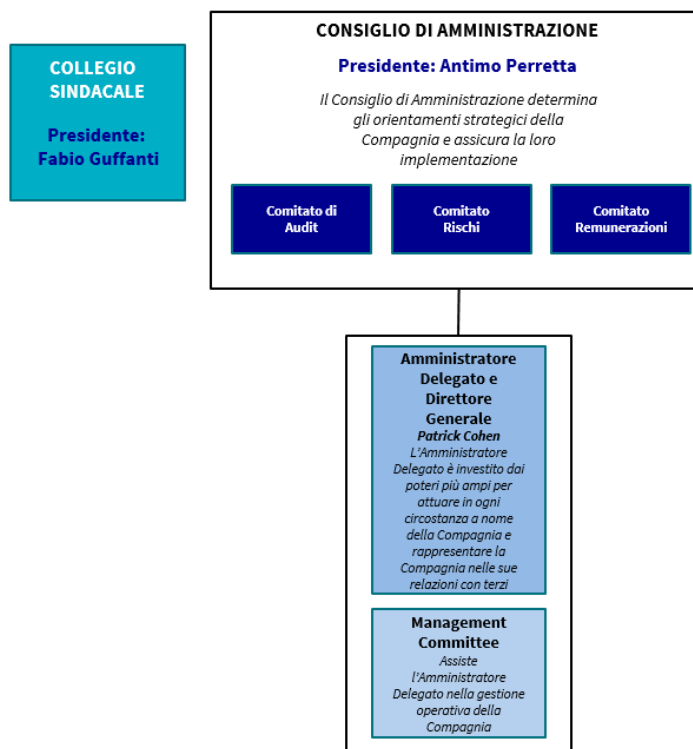 COLLEGIO
SINDACALE
Presidente:
Fabio Guffanti
CONSIGLIO DI AMMINISTRAZIONE
Presidente: Antimo Perretta
Il Consiglio di Amministrazione determina
gli orientamenti strategici della
Compagnia e assicura la loro
implementazione
Comitato di
Audit
Comitato
Rischi
Comitato
Remunerazioni
Amministratore
Delegato e
Direttore
Generale
Patrick Cohen
L’Amministratore
Delegato è investito dai
poteri più ampi per
attuare in ogni
circostanza a nome
della Compagnia e
rappresentare la
Compagnia nelle sue
relazioni con terzi
Management
Committee
Assiste
l’Amministratore
Delegato nella gestione
operativa della
Compagnia